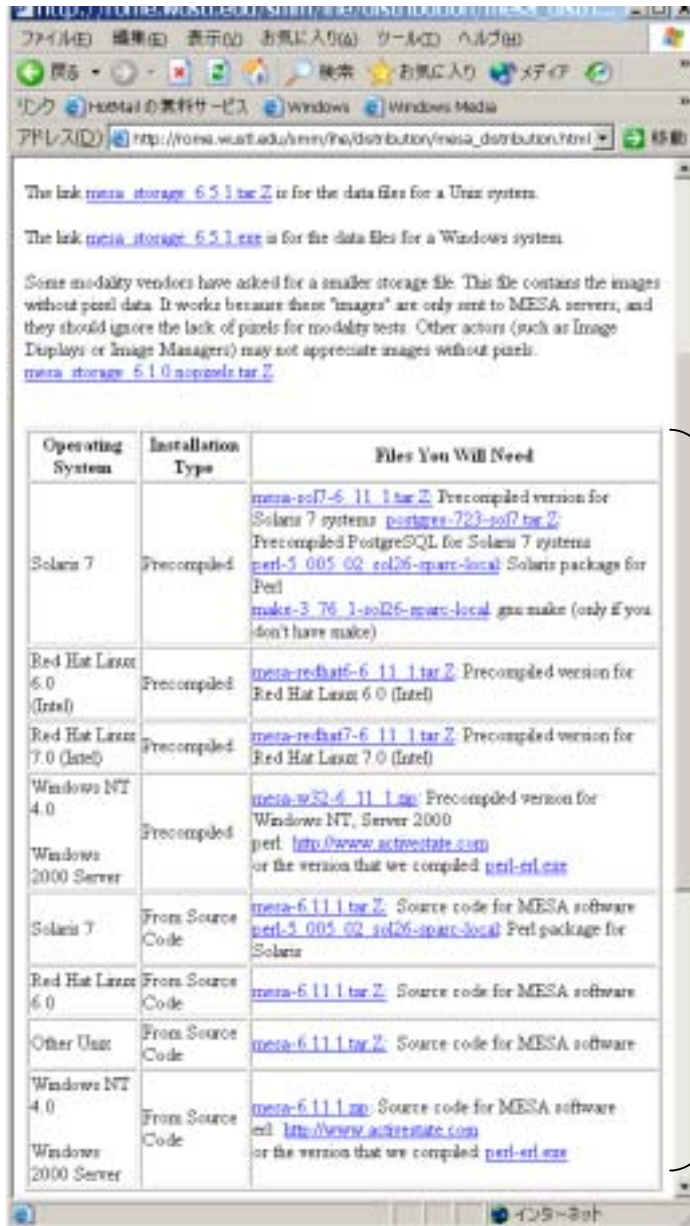 ファイル(E) 編集(E) 表示(V) お気に入り(A) ツール(T) ヘルプ(H)
戻る 検索 お気に入り メディア
リンク HotMail の無料サービス Windows Windows Media
アドレス(D) http://rome.wustl.edu/smm/ihe/distribution/mesa_distribution.html 移動
The link mesa_storage_6.5.1.tar.Z is for the data files for a Unix system.
The link mesa_storage_6.5.1.exe is for the data files for a Windows system
Some modality vendors have asked for a smaller storage file. This file contains the images
without pixel data. It works because these "images" are only sent to MESA servers, and
they should ignore the lack of pixels for modality tests. Other actors (such as Image
Displays or Image Managers) may not appreciate images without pixels.
mesa_storage_6.1.0.nopixels.tar.Z
Operating
System
Installation
Type
Files You Will Need
Solaris 7
Precompiled
mesa-sol7-6_11_1.tar.Z: Precompiled version for
Solaris 7 systems postgres-723-sol7.tar.Z:
Precompiled PostgreSQL for Solaris 7 systems
perl-5_005_02_sol26-sparc-local: Solaris package for
Perl
make-3_76_1-sol26-sparc-local: gnu make (only if you
don't have make)
Red Hat Linux
6.0
(Intel)
Precompiled
mesa-redhat6-6_11_1.tar.Z: Precompiled version for
Red Hat Linux 6.0 (Intel)
Red Hat Linux
7.0 (Intel)
Precompiled
mesa-redhat7-6_11_1.tar.Z: Precompiled version for
Red Hat Linux 7.0 (Intel)
Windows NT
4.0
Windows
2000 Server
Precompiled
mesa-w32-6_11_1.zip: Precompiled version for
Windows NT, Server 2000
perl: http://www.activestate.com
or the version that we compiled: perl-erl.exe
Solaris 7
From Source
Code
mesa-6.11.1.tar.Z: Source code for MESA software
perl-5_005_02_sol26-sparc-local: Perl package for
Solaris
Red Hat Linux
6.0
From Source
Code
mesa-6.11.1.tar.Z: Source code for MESA software
Other Unix
From Source
Code
mesa-6.11.1.tar.Z: Source code for MESA software
Windows NT
4.0
Windows
2000 Server
From Source
Code
mesa-6.11.1.zip: Source code for MESA software
erl: http://www.activestate.com
or the version that we compiled: perl-erl.exe
インターネット